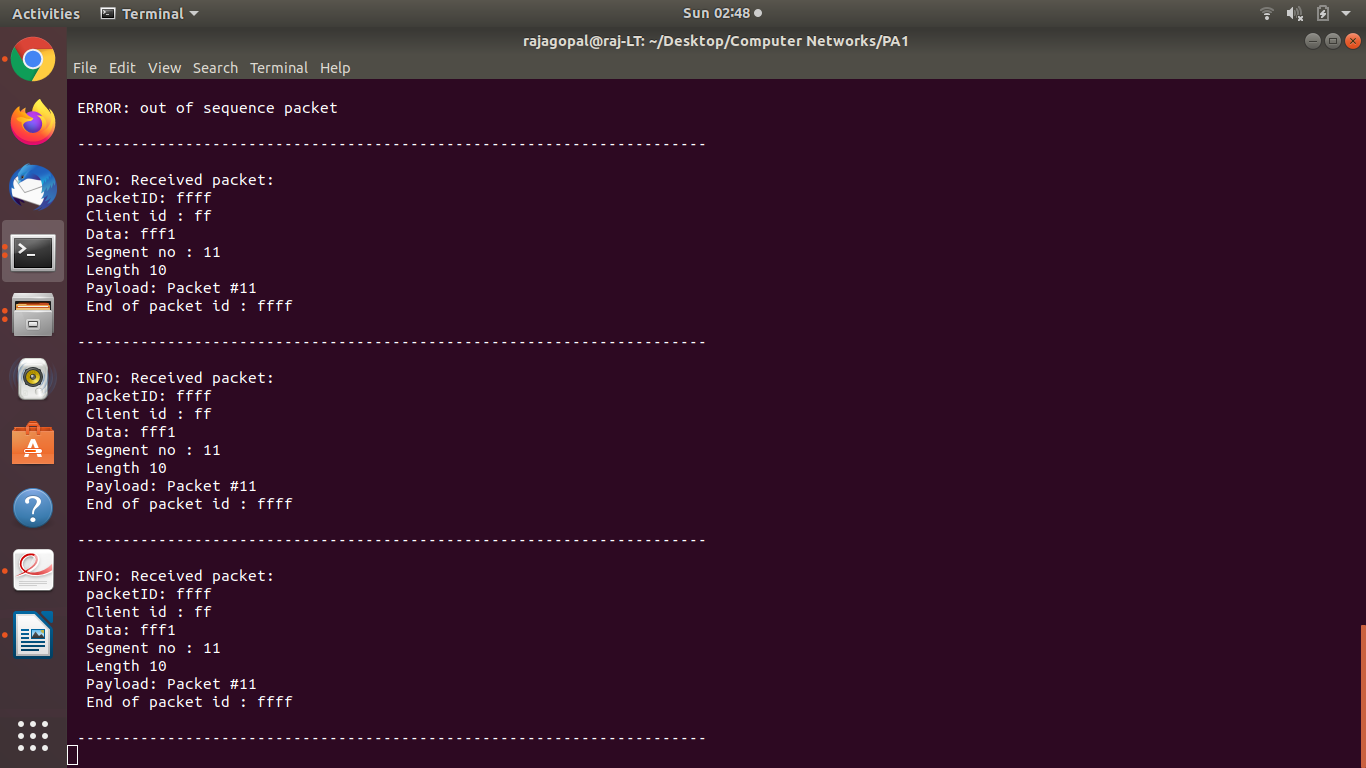 Activities Terminal Sun 02:48
rajagopal@raj-LT: ~/Desktop/Computer Networks/PA1
File Edit View Search Terminal Help
ERROR: out of sequence packet
----------------------------------------------------------------------
INFO: Received packet:
packetID: ffff
Client id : ff
Data: fff1
Segment no : 11
Length 10
Payload: Packet #11
End of packet id : ffff
----------------------------------------------------------------------
INFO: Received packet:
packetID: ffff
Client id : ff
Data: fff1
Segment no : 11
Length 10
Payload: Packet #11
End of packet id : ffff
----------------------------------------------------------------------
INFO: Received packet:
packetID: ffff
Client id : ff
Data: fff1
Segment no : 11
Length 10
Payload: Packet #11
End of packet id : ffff
----------------------------------------------------------------------